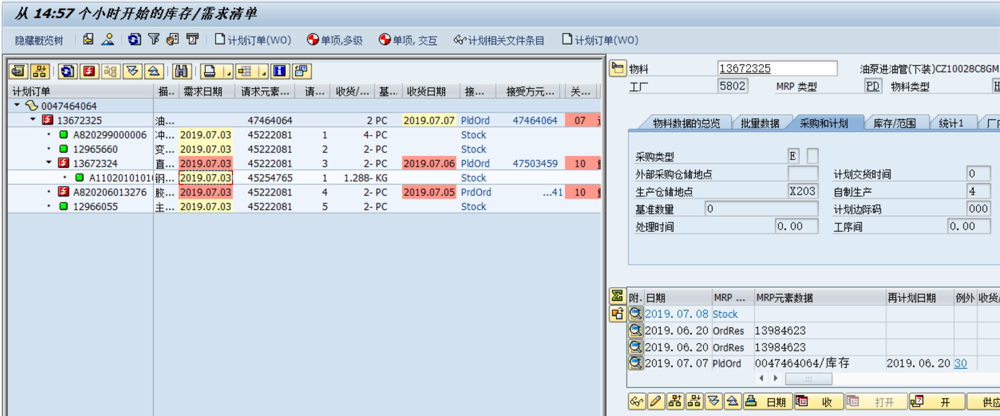 从 14:57 个小时开始的库存/需求清单
隐藏概览树 计划订单(WO) 单项,多级 单项, 交互 计划相关文件条目 计划订单(WO)
计划订单 描.. 需求日期 请求元素... 请... 收货/... 基... 收货日期 接... 接受方元... 关...
0047464064
13672325 油... 47464064 2 PC 2019.07.07 PldOrd 47464064 07
A820299000006 冲... 2019.07.03 45222081 1 4- PC Stock
12965660 变... 2019.07.03 45222081 2 2- PC Stock
13672324 直... 2019.07.03 45222081 3 2- PC 2019.07.06 PldOrd 47503459 10
A1102010101 钢... 2019.07.03 45254765 1 1.288- KG Stock
A820206013276 胶... 2019.07.03 45222081 4 2- PC 2019.07.05 PrdOrd ...41 10
12966055 主... 2019.07.03 45222081 5 2- PC Stock
物料 13672325 油泵进油管(下装)CZ10028C8GM
工厂 5802 MRP 类型 PD 物料类型
物料数据的总览 批量数据 采购和计划 库存/范围 统计1 厂
采购类型 E
外部采购仓储地点 计划交货时间 0
生产仓储地点 X203 自制生产 4
基准数量 0 计划边际码 000
处理时间 0.00 工序间 0.00
附. 日期 MRP ... MRP元素数据 再计划日期 例外 收货/
2019.07.08 Stock
2019.06.20 OrdRes 13984623
2019.06.20 OrdRes 13984623
2019.07.07 PldOrd 0047464064/库存 2019.06.20 30
日期 收 打开 开 供应